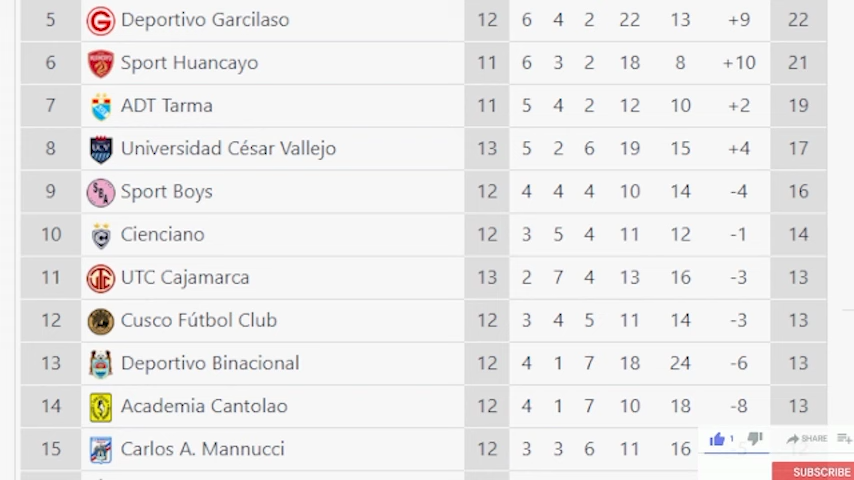 5 Deportivo Garcilaso 12 6 4 2 22 13 +9 22
6 Sport Huancayo 11 6 3 2 18 8 +10 21
7 ADT Tarma 11 5 4 2 12 10 +2 19
8 Universidad César Vallejo 13 5 2 6 19 15 +4 17
9 Sport Boys 12 4 4 4 10 14 -4 16
10 Cienciano 12 3 5 4 11 12 -1 14
11 UTC Cajamarca 13 2 7 4 13 16 -3 13
12 Cusco Fútbol Club 12 3 4 5 11 14 -3 13
13 Deportivo Binacional 12 4 1 7 18 24 -6 13
14 Academia Cantolao 12 4 1 7 10 18 -8 13
15 Carlos A. Mannucci 12 3 3 6 11 16
1 SHARE
SUBSCRIBE